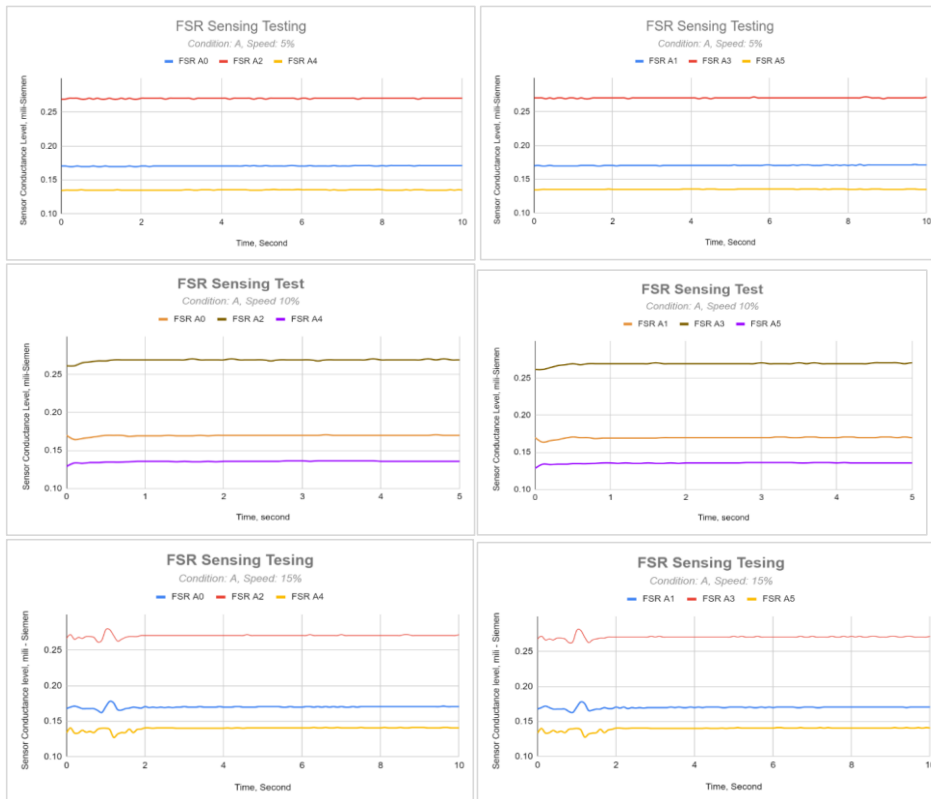 FSR Sensing Testing
Condition: A, Speed: 5%
FSR A0 FSR A2 FSR A4
Sensor Conductance Level, mili-Siemen
0.25
0.20
0.15
0.10
0 2 4 6 8 10
Time, Second
FSR Sensing Testing
Condition: A, Speed: 5%
FSR A1 FSR A3 FSR A5
Sensor Conductance Level, mili-Siemen
0.25
0.20
0.15
0.10
0 2 4 6 8 10
Time, Second
FSR Sensing Test
Condition: A, Speed 10%
FSR A0 FSR A2 FSR A4
Sensor Conductance Level, mili-Siemen
0.25
0.20
0.15
0.10
0 1 2 3 4 5
Time, second
FSR Sensing Test
Condition: A, Speed 10%
FSR A1 FSR A3 FSR A5
Sensor Conductance Level, mili-Siemen
0.25
0.20
0.15
0.10
0 1 2 3 4 5
Time, second
FSR Sensing Tesing
Condition: A, Speed: 15%
FSR A0 FSR A2 FSR A4
Sensor Conductance level, mili - Siemen
0.25
0.20
0.15
0.10
0 2 4 6 8 10
Time, Second
FSR Sensing Tesing
Condition: A, Speed: 15%
FSR A1 FSR A3 FSR A5
Sensor Conductance level, mili - Siemen
0.25
0.20
0.15
0.10
0 2 4 6 8 10
Time, Second